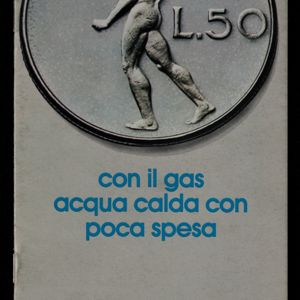 L.50
con il gas
acqua calda con
poca spesa